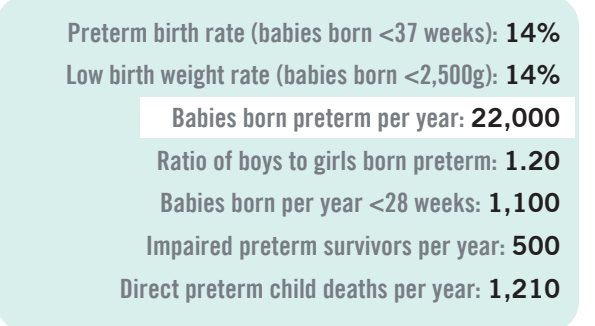 Preterm birth rate (babies born <37 weeks): 14%
Low birth weight rate (babies born <2,500g): 14%
Babies born preterm per year: 22,000
Ratio of boys to girls born preterm: 1.20
Babies born per year <28 weeks: 1,100
Impaired preterm survivors per year: 500
Direct preterm child deaths per year: 1,210